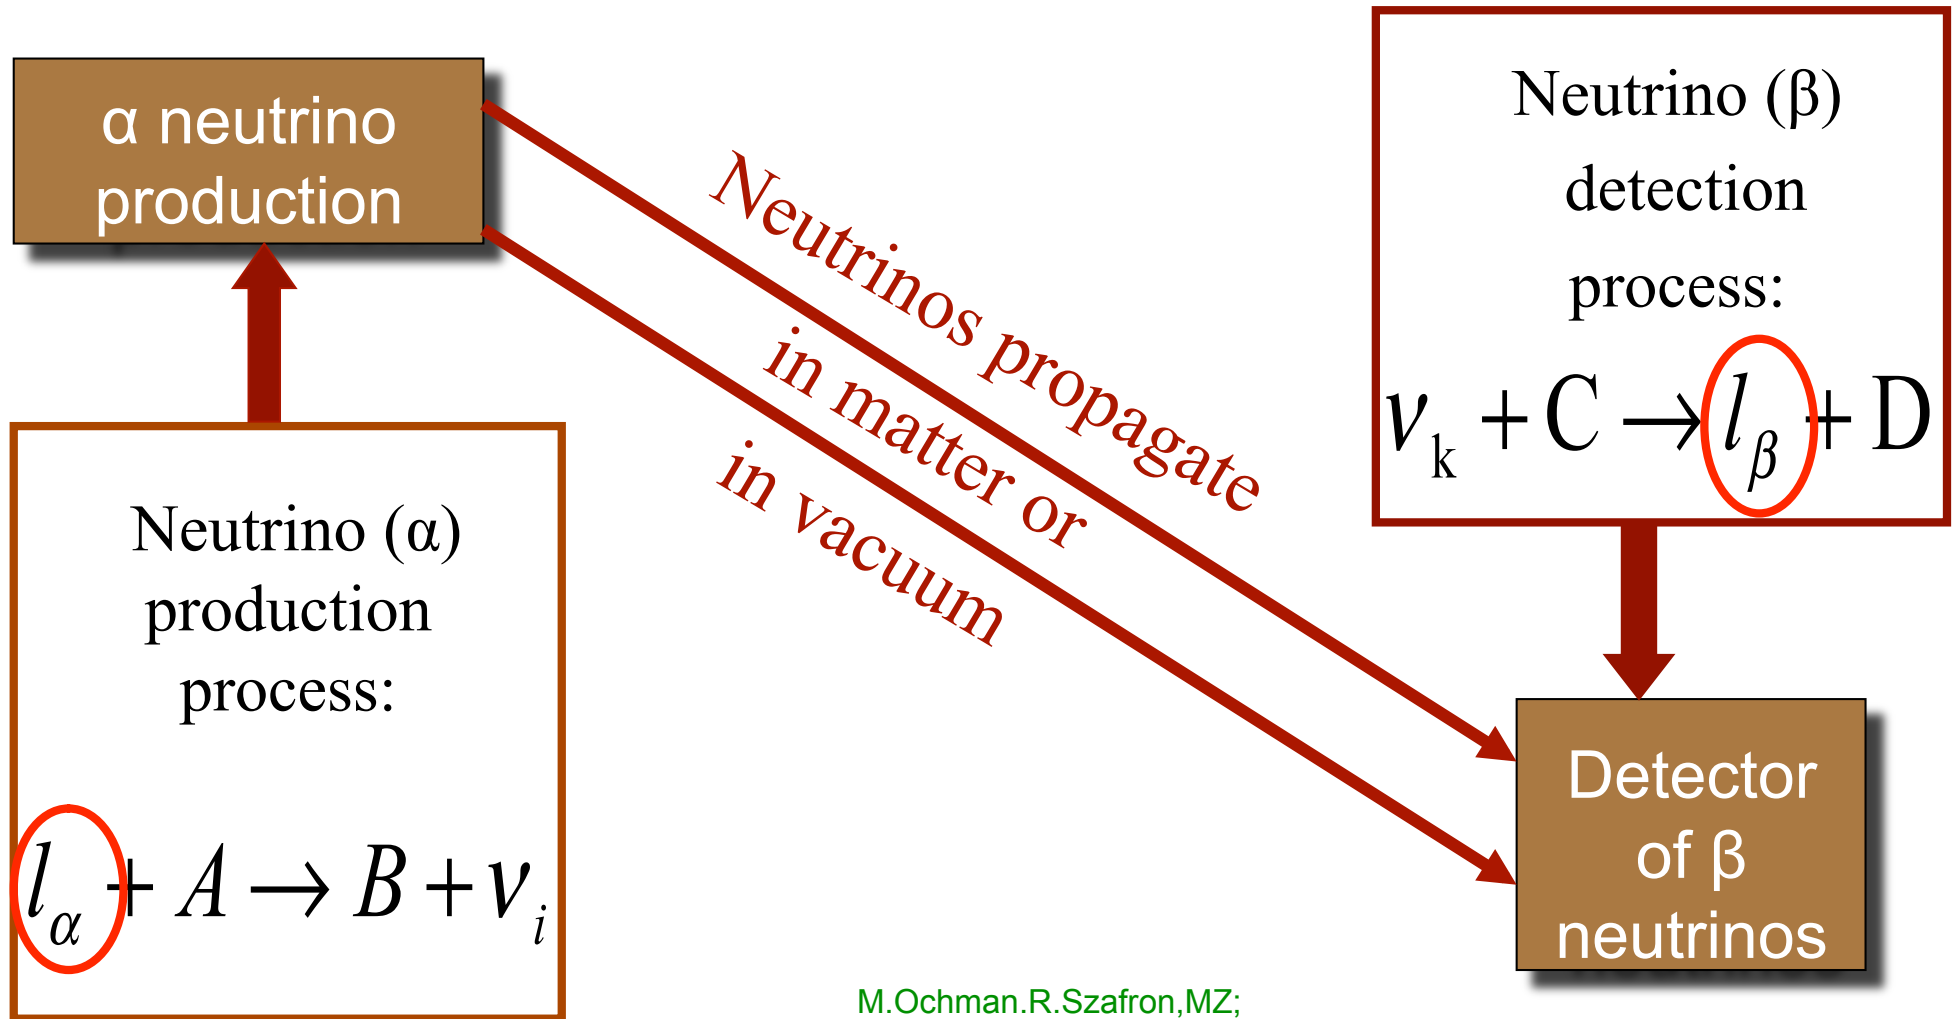 α neutrino
production
Neutrino (α)
production
process:
l_α + A → B + ν_i
Neutrinos propagate
in matter or
in vacuum
Neutrino (β)
detection
process:
ν_k + C → l_β + D
Detector
of β
neutrinos
M.Ochman.R.Szafron,MZ;